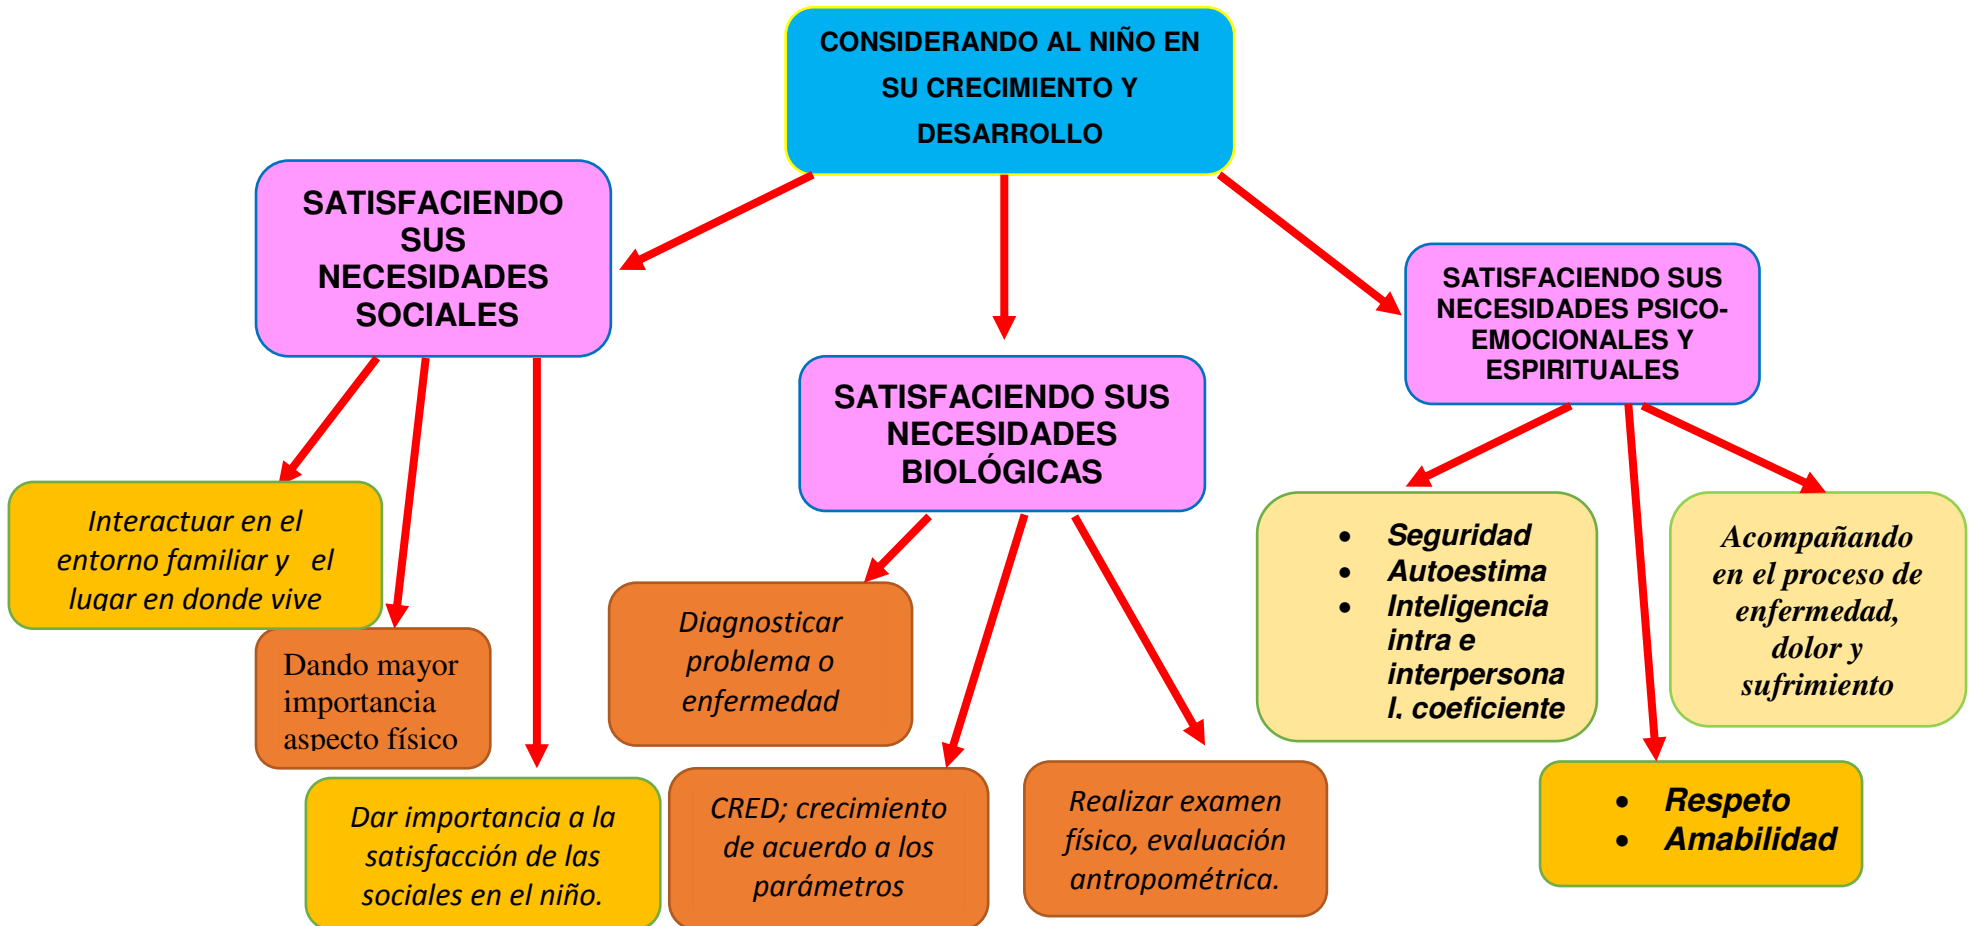 CONSIDERANDO AL NIÑO EN
SU CRECIMIENTO Y
DESARROLLO
SATISFACIENDO
SUS
NECESIDADES
SOCIALES
SATISFACIENDO SUS
NECESIDADES PSICO-
EMOCIONALES Y
ESPIRITUALES
SATISFACIENDO SUS
NECESIDADES
BIOLÓGICAS
Interactuar en el
entorno familiar y el
lugar en donde vive
Dando mayor
importancia
aspecto físico
Dar importancia a la
satisfacción de las
sociales en el niño.
Diagnosticar
problema o
enfermedad
CRED; crecimiento
de acuerdo a los
parámetros
Realizar examen
físico, evaluación
antropométrica.
• Seguridad
• Autoestima
• Inteligencia
intra e
interpersona
l, coeficiente
Acompañando
en el proceso de
enfermedad,
dolor y
sufrimiento
• Respeto
• Amabilidad